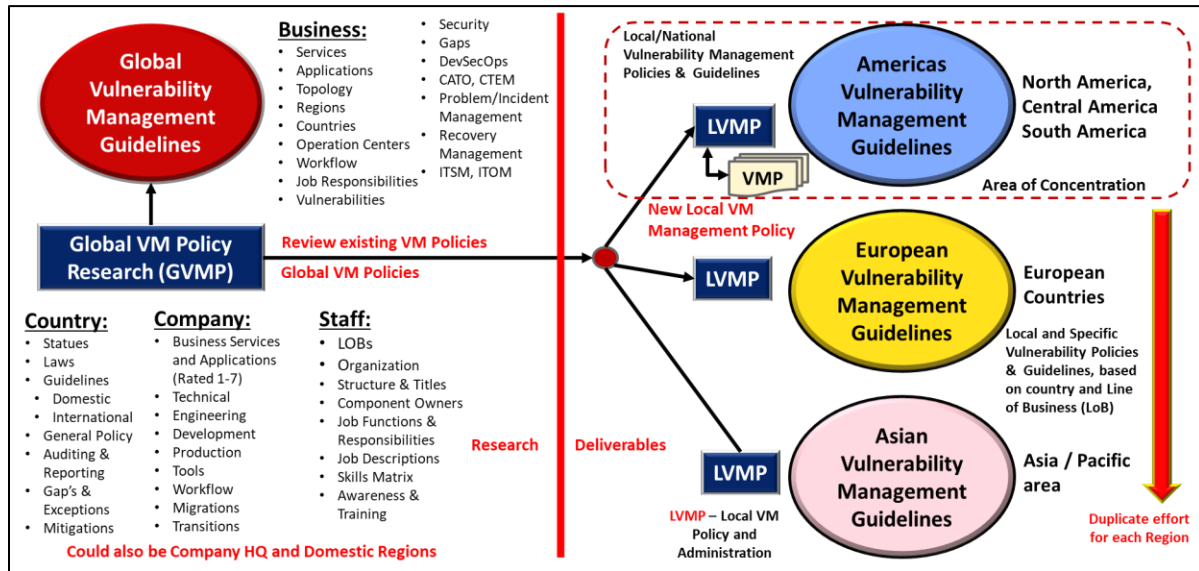 Global
Vulnerability
Management
Guidelines
Business:
• Services
• Applications
• Topology
• Regions
• Countries
• Operation Centers
• Workflow
• Job Responsibilities
• Vulnerabilities
• Security
• Gaps
• DevSecOps
• CATO, CTEM
• Problem/Incident
Management
• Recovery
Management
• ITSM, ITOM
Global VM Policy
Research (GVMP)
Review existing VM Policies
Global VM Policies
Country:
• Statues
• Laws
• Guidelines
• Domestic
• International
• General Policy
• Auditing &
Reporting
• Gap's &
Exceptions
• Mitigations
Company:
• Business Services
and Applications
(Rated 1-7)
• Technical
• Engineering
• Development
• Production
• Tools
• Workflow
• Migrations
• Transitions
Staff:
• LOBs
• Organization
• Structure & Titles
• Component Owners
• Job Functions &
Responsibilities
• Job Descriptions
• Skills Matrix
• Awareness &
Training
Could also be Company HQ and Domestic Regions
Research
Deliverables
Local/National
Vulnerability Management
Policies & Guidelines
LVMP
VMP
Americas
Vulnerability
Management
Guidelines
North America,
Central America
South America
Area of Concentration
New Local VM
Management Policy
LVMP
European
Vulnerability
Management
Guidelines
European
Countries
Local and Specific
Vulnerability Policies
& Guidelines, based
on country and Line
of Business (LoB)
LVMP
Asian
Vulnerability
Management
Guidelines
Asia / Pacific
area
LVMP – Local VM
Policy and
Administration
Duplicate effort
for each Region